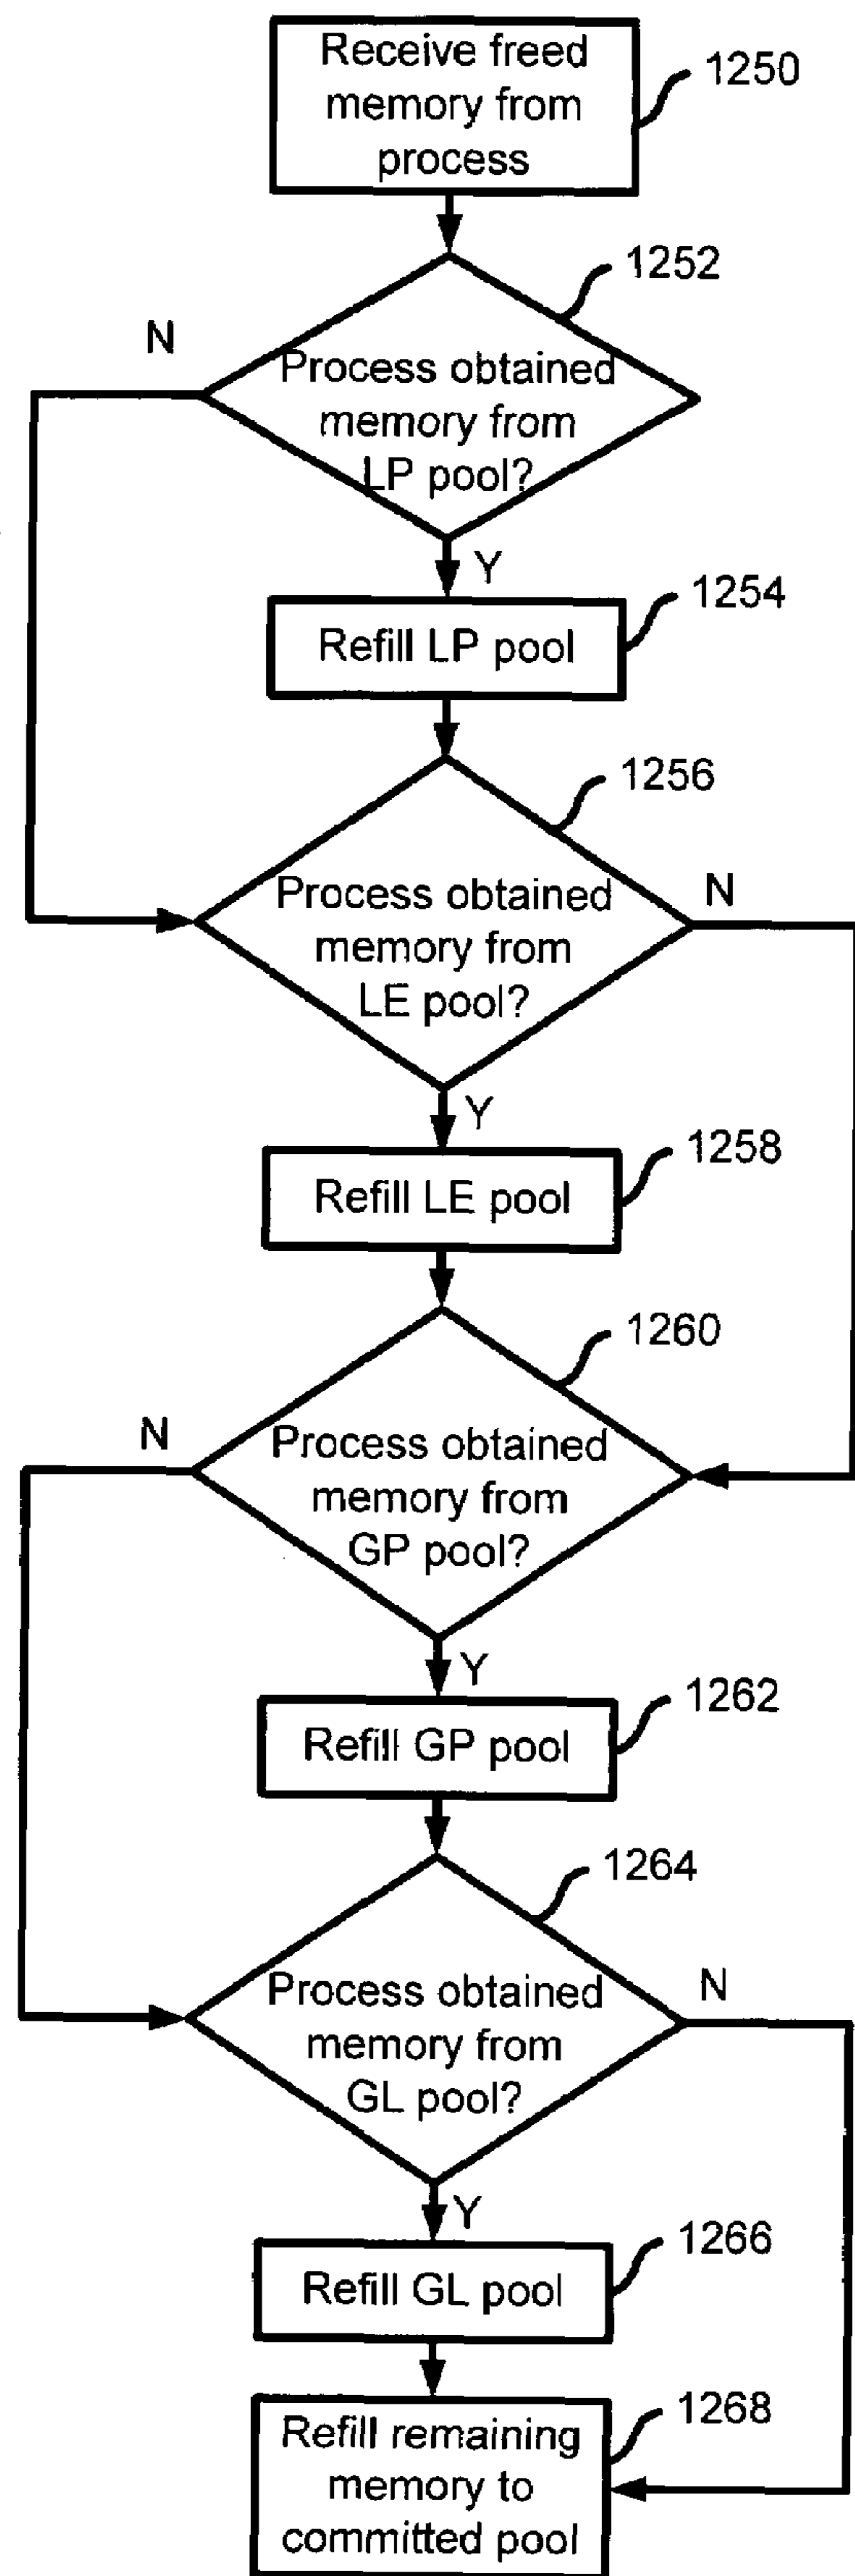 Receive freed
memory from
process
1250
1252
N
Process obtained
memory from
LP pool?
Y
1254
Refill LP pool
1256
Process obtained
memory from
LE pool?
N
Y
1258
Refill LE pool
1260
N
Process obtained
memory from
GP pool?
Y
1262
Refill GP pool
1264
Process obtained
memory from
GL pool?
N
Y
1266
Refill GL pool
1268
Refill remaining
memory to
committed pool